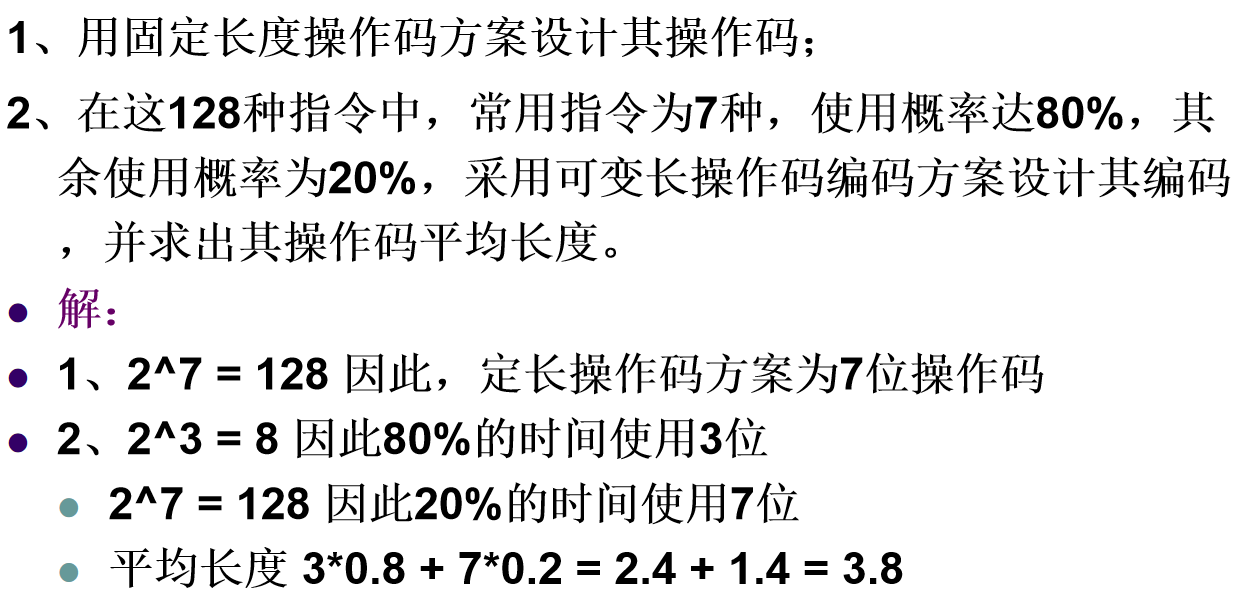 1、用固定长度操作码方案设计其操作码；
2、在这128种指令中，常用指令为7种，使用概率达80%，其
余使用概率为20%，采用可变长操作码编码方案设计其编码
，并求出其操作码平均长度。
解：
1、2^7 = 128 因此，定长操作码方案为7位操作码
2、2^3 = 8 因此80%的时间使用3位
2^7 = 128 因此20%的时间使用7位
平均长度 3*0.8 + 7*0.2 = 2.4 + 1.4 = 3.8